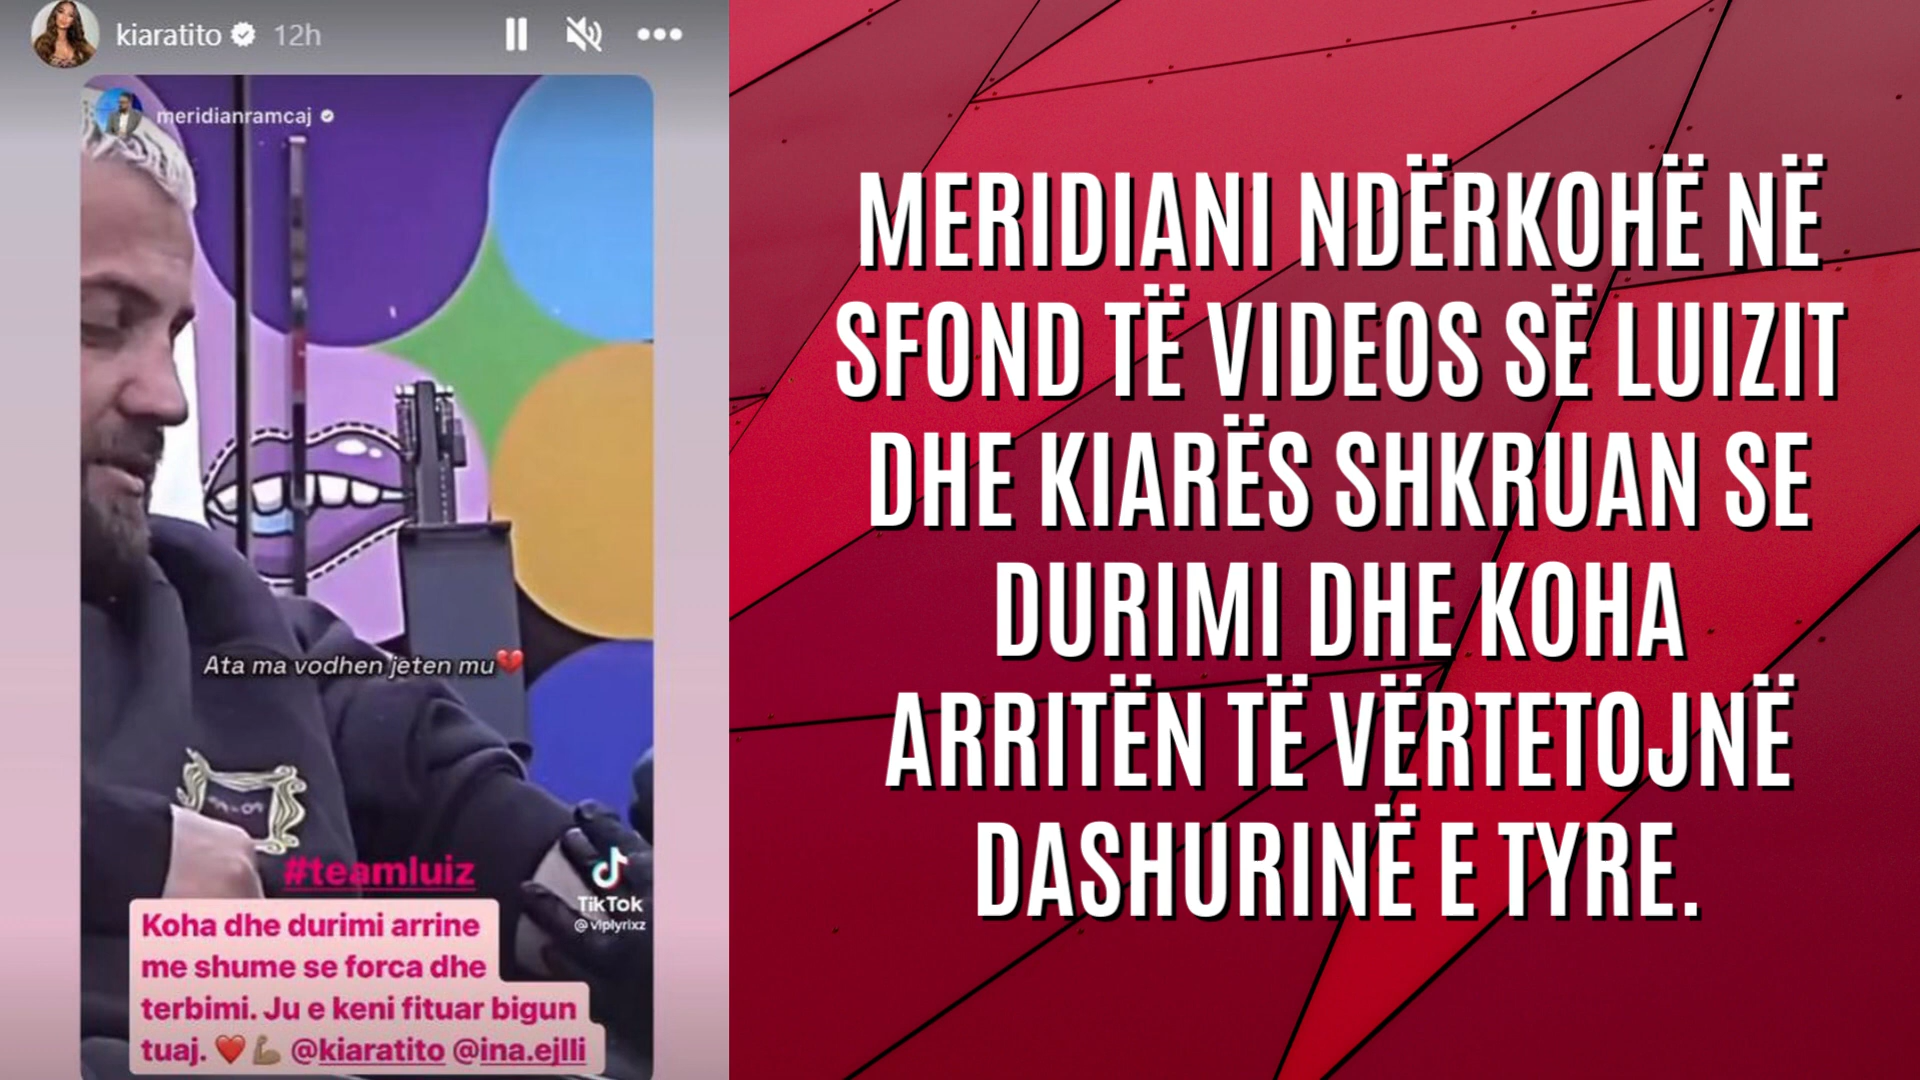 kiaratito 12h
meridianramcaj
Ata ma vodhen jeten mu💔
#teamluiz
TikTok
@viplyrixz
Koha dhe durimi arrine
me shume se forca dhe
terbimi. Ju e keni fituar bigun
tuaj. ❤️💪🏽 @kiaratito @ina.ejlli
MERIDIANI NDËRKOHË NË
SFOND TË VIDEOS SË LUIZIT
DHE KIARËS SHKRUAN SE
DURIMI DHE KOHA
ARRITËN TË VËRTETOJNË
DASHURINË E TYRE.